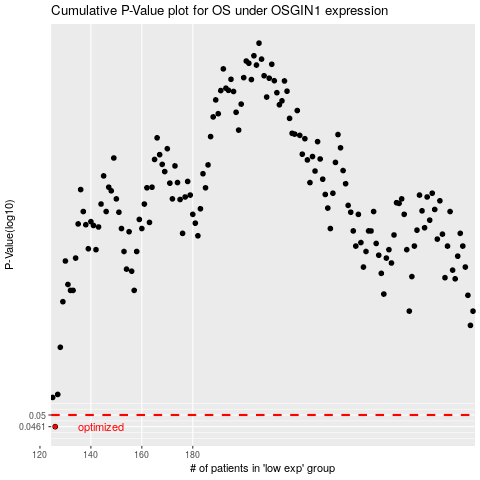 Cumulative P-Value plot for OS under OSGIN1 expression
P-Value(log10)
0.05
0.0461
optimized
120 140 160 180
# of patients in 'low exp' group